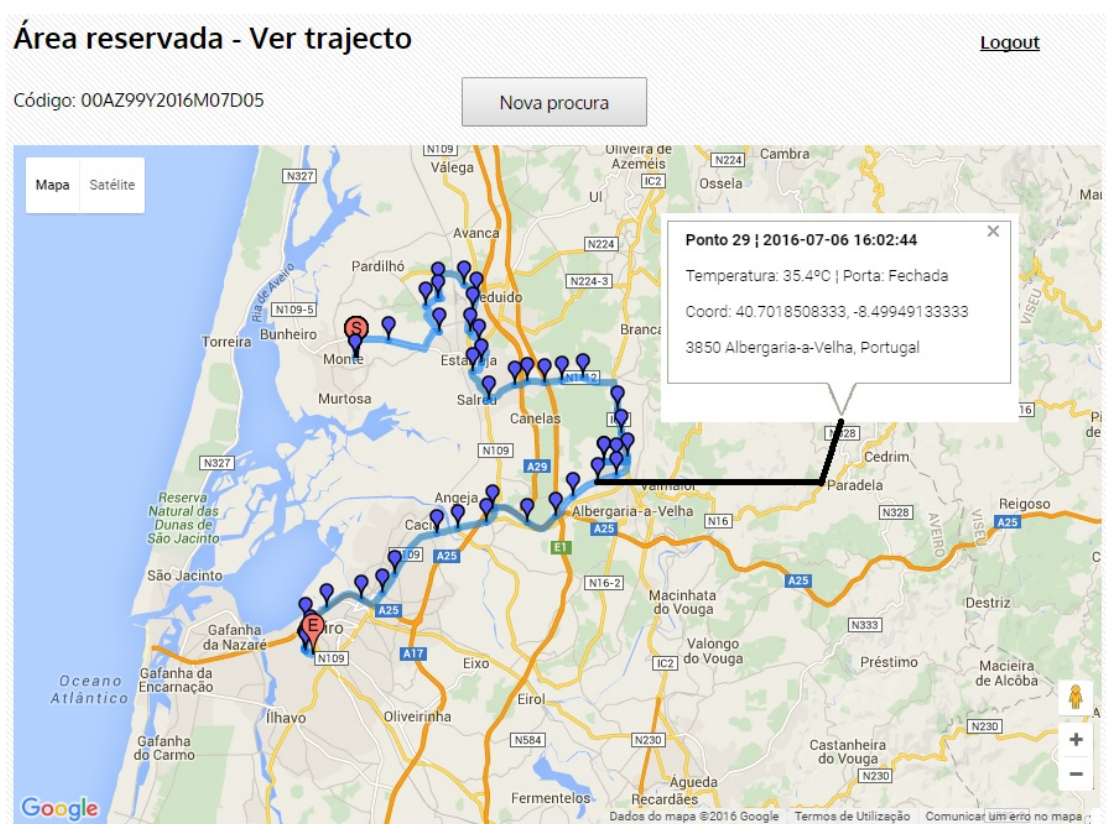 Área reservada - Ver trajecto
Logout
Código: 00AZ99Y2016M07D05
Nova procura
Mapa
Satélite
N109
Válega
N327
Oliveira de
Azeméis
IC2
N224
Cambra
Ossela
Ul
Avanca
N224
Pardilhó
N224-3
Ria de Aveiro
N109-5
Bunheiro
Torreira
S
Monte
Murtosa
Salreu
Canelas
Branca
Ponto 29 ¦ 2016-07-06 16:02:44
Temperatura: 35.4ºC | Porta: Fechada
Coord: 40.7018508333, -8.49949133333
3850 Albergaria-a-Velha, Portugal
VISEU
16
Cedrim
Paradela
N327
N109
A29
Reserva
Natural das
Dunas de
São Jacinto
Angeja
Albergaria-a-Velha
A25
N16
N328
AVEIRO
VISEU
Reigoso
A25
A25
E1
São Jacinto
N16-2
A25
Macinhata
do Vouga
Destriz
A25
E
Gafanha
da Nazaré
N109
A17
N333
Valongo
do Vouga
IC2
Eixo
Préstimo
Macieira
de Alcôba
Oceano
Atlântico
Gafanha da
Encarnação
Ílhavo
Oliveirinha
Eirol
Gafanha
do Carmo
N584
N230
N230
Castanheira
do Vouga
N230
Águeda
Fermentelos
Recardães
+
−
Google
Dados do mapa ©2016 Google
Termos de Utilização
Comunicar um erro no mapa